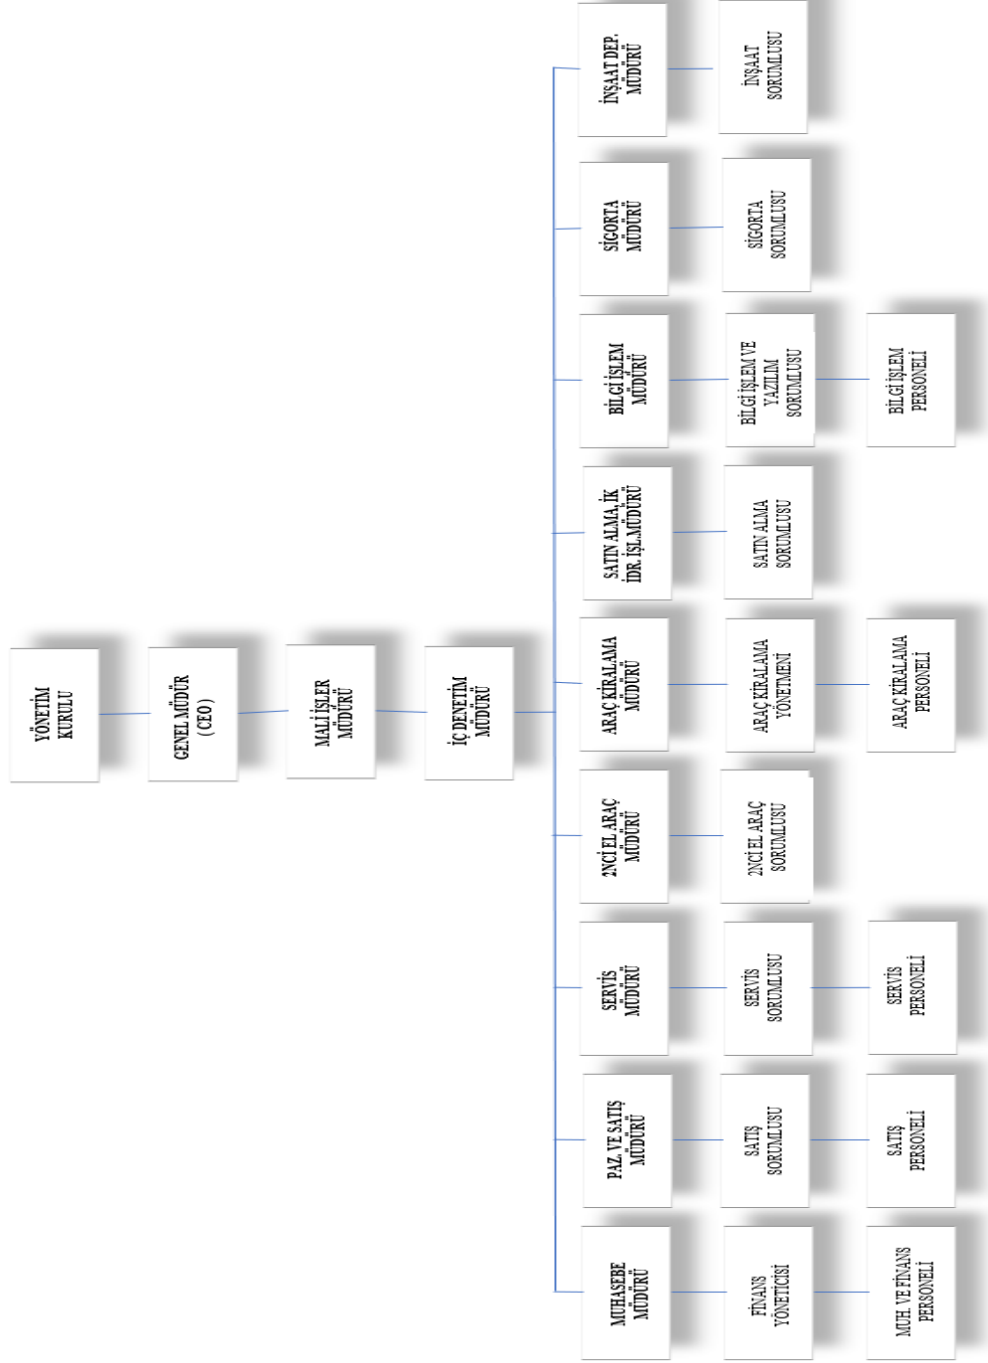 YÖNETİM
KURULU
GENEL MÜDÜR
( CEO )
MALİ İŞLER
MÜDÜRÜ
İÇ DENETİM
MÜDÜRÜ
MUHASEBE
MÜDÜRÜ
PAZ. VE SATIŞ
MÜDÜRÜ
SERVİS
MÜDÜRÜ
2NCİ EL ARAÇ
MÜDÜRÜ
ARAÇ KİRALAMA
MÜDÜRÜ
SATIN ALMA, İK
İDR. İŞL.MÜDÜRÜ
BİLGİ İŞLEM
MÜDÜRÜ
SİGORTA
MÜDÜRÜ
İNŞAAT DEP.
MÜDÜRÜ
FİNANS
YÖNETİCİSİ
SATIŞ
SORUMLUSU
SERVİS
SORUMLUSU
2NCİ EL ARAÇ
SORUMLUSU
ARAÇ KİRALAMA
YÖNETMENİ
SATIN ALMA
SORUMLUSU
BİLGİ İŞLEM VE
YAZILIM
SORUMLUSU
SİGORTA
SORUMLUSU
İNŞAAT
SORUMLUSU
MUH. VE FİNANS
PERSONELİ
SATIŞ
PERSONELİ
SERVİS
PERSONELİ
ARAÇ KİRALAMA
PERSONELİ
BİLGİ İŞLEM
PERSONELİ